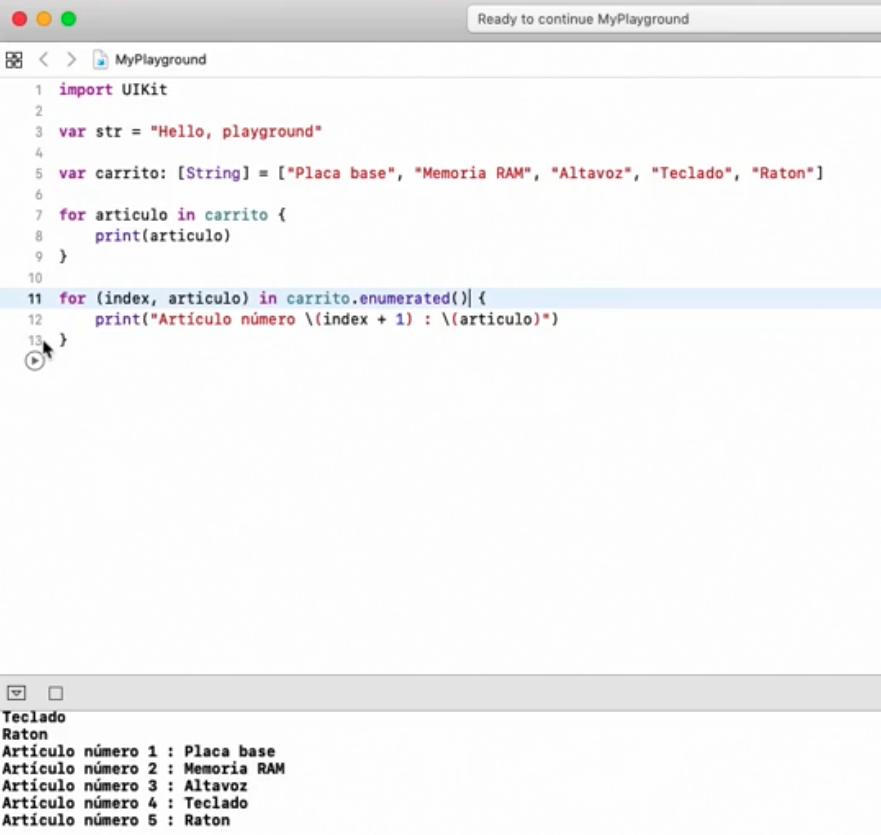 Ready to continue MyPlayground
MyPlayground
1 import UIKit
2
3 var str = "Hello, playground"
4
5 var carrito: [String] = ["Placa base", "Memoria RAM", "Altavoz", "Teclado", "Raton"]
6
7 for articulo in carrito {
8     print(articulo)
9 }
10
11 for (index, articulo) in carrito.enumerated() {
12     print("Artículo número \(index + 1) : \(articulo)")
13 }
Teclado
Raton
Artículo número 1 : Placa base
Artículo número 2 : Memoria RAM
Artículo número 3 : Altavoz
Artículo número 4 : Teclado
Artículo número 5 : Raton